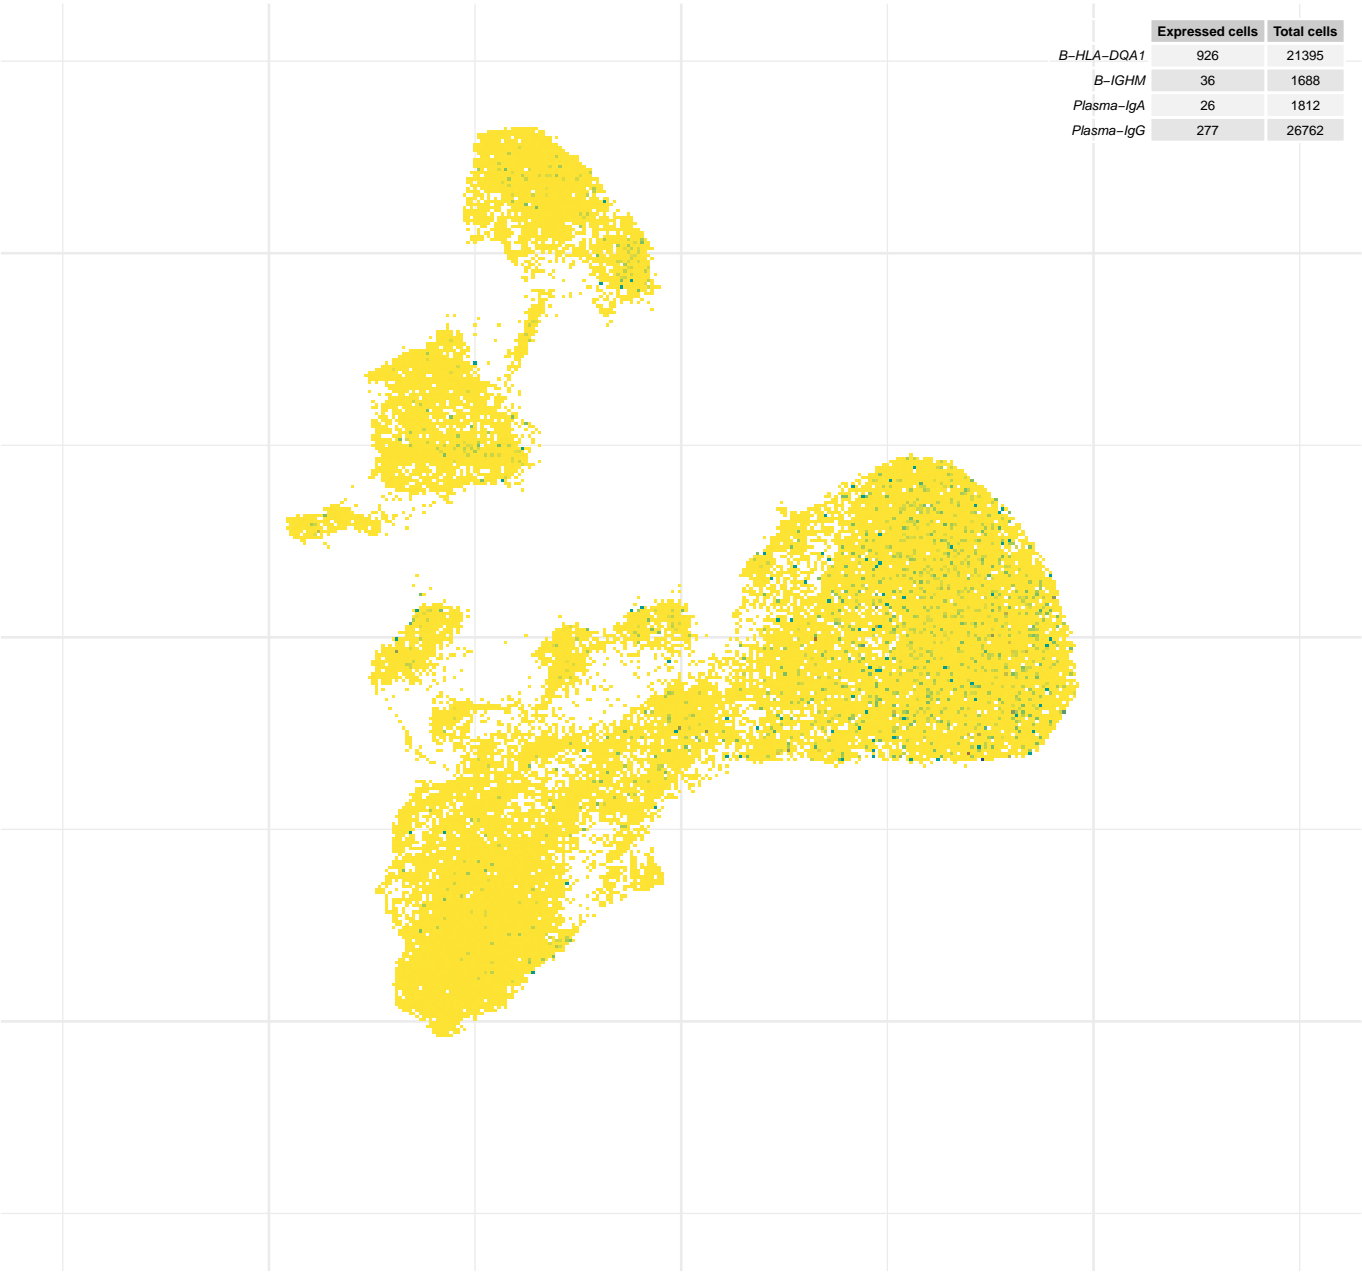 Expressed cells Total cells
B−HLA−DQA1 926 21395
B−IGHM 36 1688
Plasma−IgA 26 1812
Plasma−IgG 277 26762